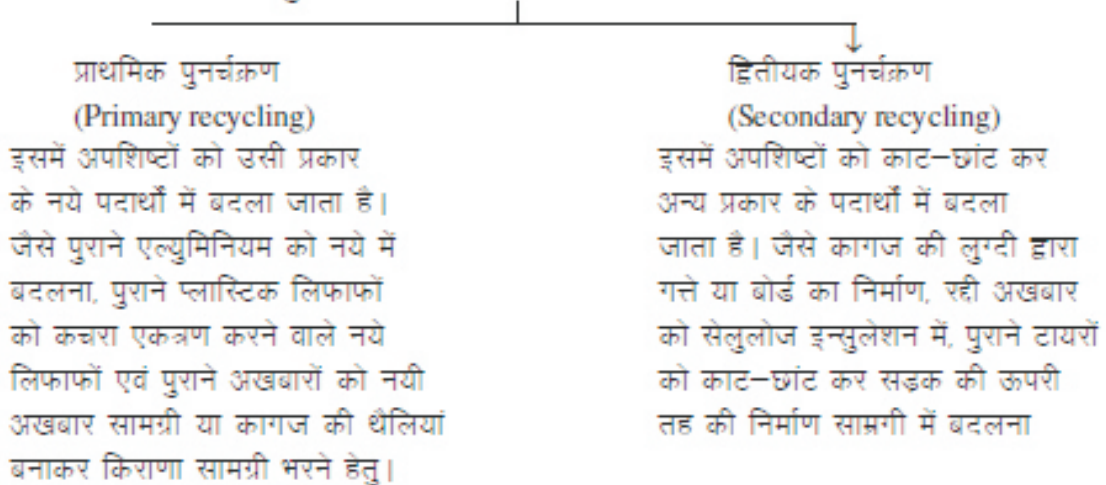 प्राथमिक पुनर्चक्रण
(Primary recycling)
इसमें अपशिष्टों को उसी प्रकार
के नये पदार्थों में बदला जाता है।
जैसे पुराने एल्युमिनियम को नये में
बदलना, पुराने प्लास्टिक लिफाफों
को कचरा एकत्रण करने वाले नये
लिफाफों एवं पुराने अखबारों को नयी
अखबार सामग्री या कागज की थैलियां
बनाकर किराणा सामग्री भरने हेतु।
द्वितीयक पुनर्चक्रण
(Secondary recycling)
इसमें अपशिष्टों को काट–छांट कर
अन्य प्रकार के पदार्थों में बदला
जाता है। जैसे कागज की लुग्दी द्वारा
गत्ते या बोर्ड का निर्माण, रद्दी अखबार
को सेलुलोज इन्सुलेशन में, पुराने टायरों
को काट–छांट कर सड़क की ऊपरी
तह की निर्माण साम्रगी में बदलना